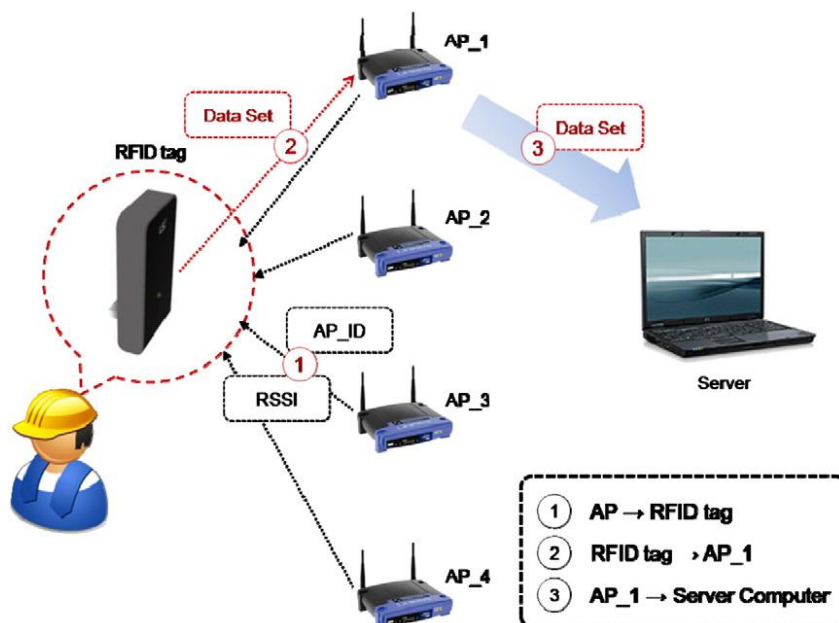 AP_1
Data Set
2
RFID tag
3
Data Set
AP_2
AP_ID
1
RSSI
AP_3
Server
AP_4
1 AP → RFID tag
2 RFID tag → AP_1
3 AP_1 → Server Computer